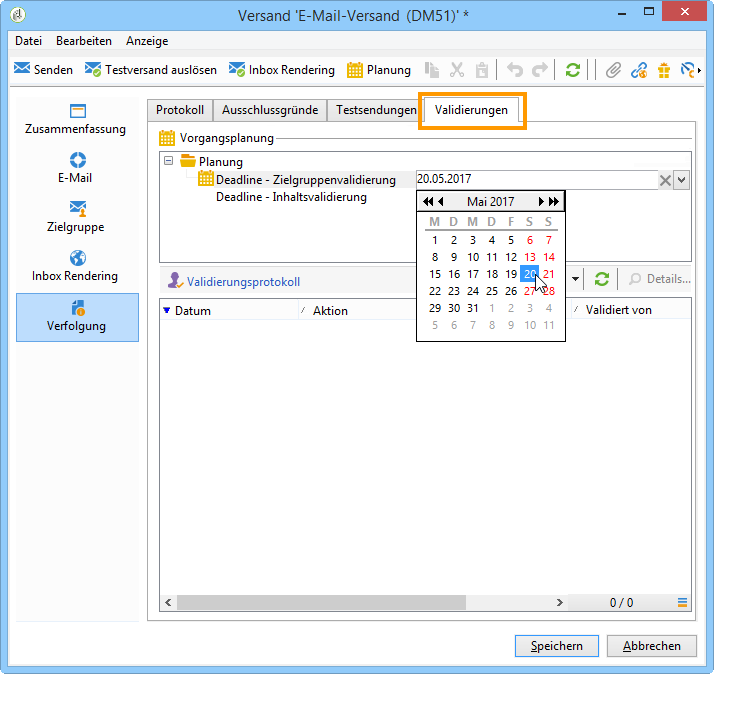 Versand 'E-Mail-Versand (DM51)' *
Datei Bearbeiten Anzeige
Senden Testversand auslösen Inbox Rendering Planung
Zusammenfassung
E-Mail
Zielgruppe
Inbox Rendering
Verfolgung
Protokoll Ausschlussgründe Testsendungen Validierungen
Vorgangsplanung
Planung
Deadline - Zielgruppenvalidierung 20.05.2017
Deadline - Inhaltsvalidierung
Mai 2017
M D M D F S S
1 2 3 4 5 6 7
8 9 10 11 12 13 14
15 16 17 18 19 20 21
22 23 24 25 26 27 28
29 30 31 1 2 3 4
5 6 7 8 9 10 11
Validierungsprotokoll Details...
Datum Aktion Validiert von
0 / 0
Speichern Abbrechen